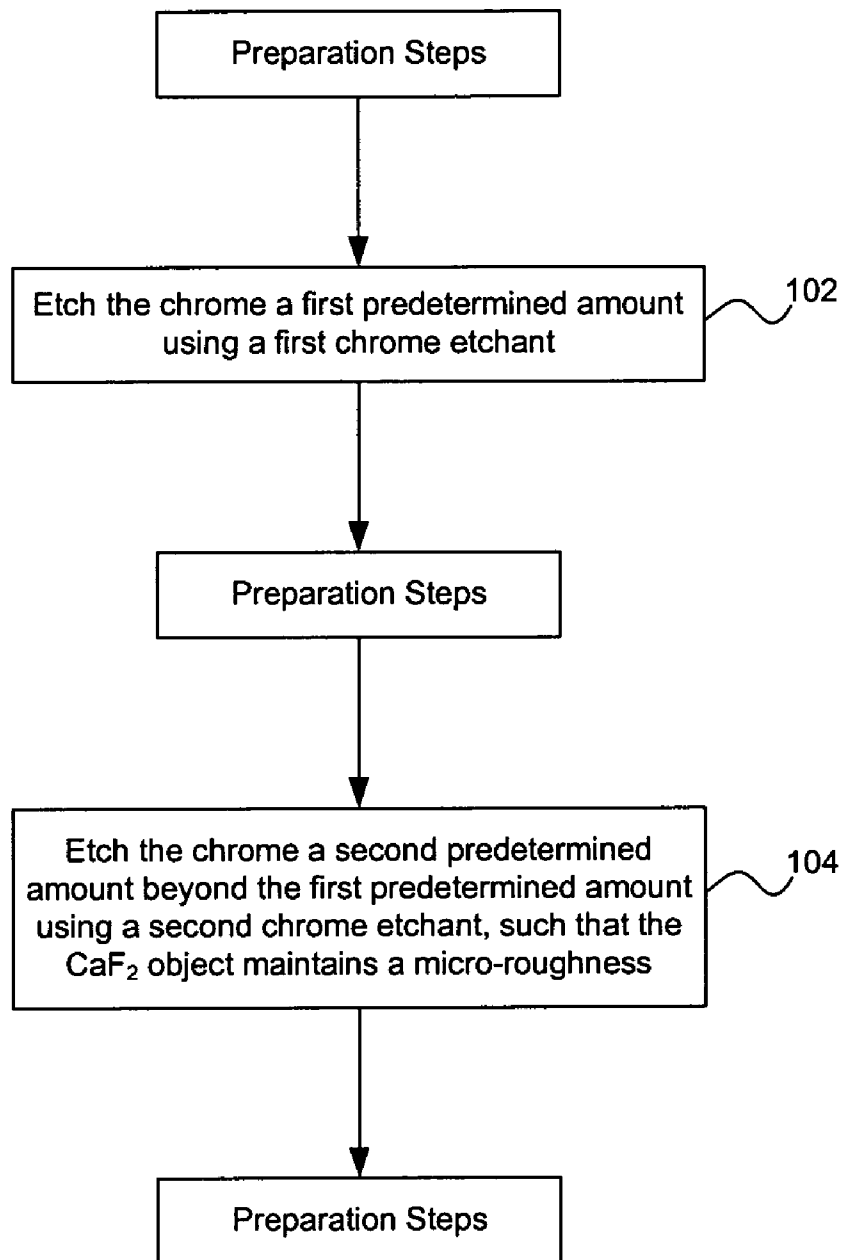 Preparation Steps
Etch the chrome a first predetermined amount
using a first chrome etchant
102
Preparation Steps
Etch the chrome a second predetermined
amount beyond the first predetermined amount
using a second chrome etchant, such that the
CaF₂ object maintains a micro-roughness
104
Preparation Steps